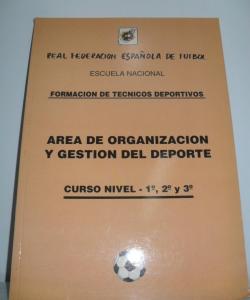 REAL FEDERACION ESPAÑOLA DE FUTBOL
ESCUELA NACIONAL
FORMACION DE TECNICOS DEPORTIVOS
AREA DE ORGANIZACION
Y GESTION DEL DEPORTE
CURSO NIVEL - 1º, 2º y 3º